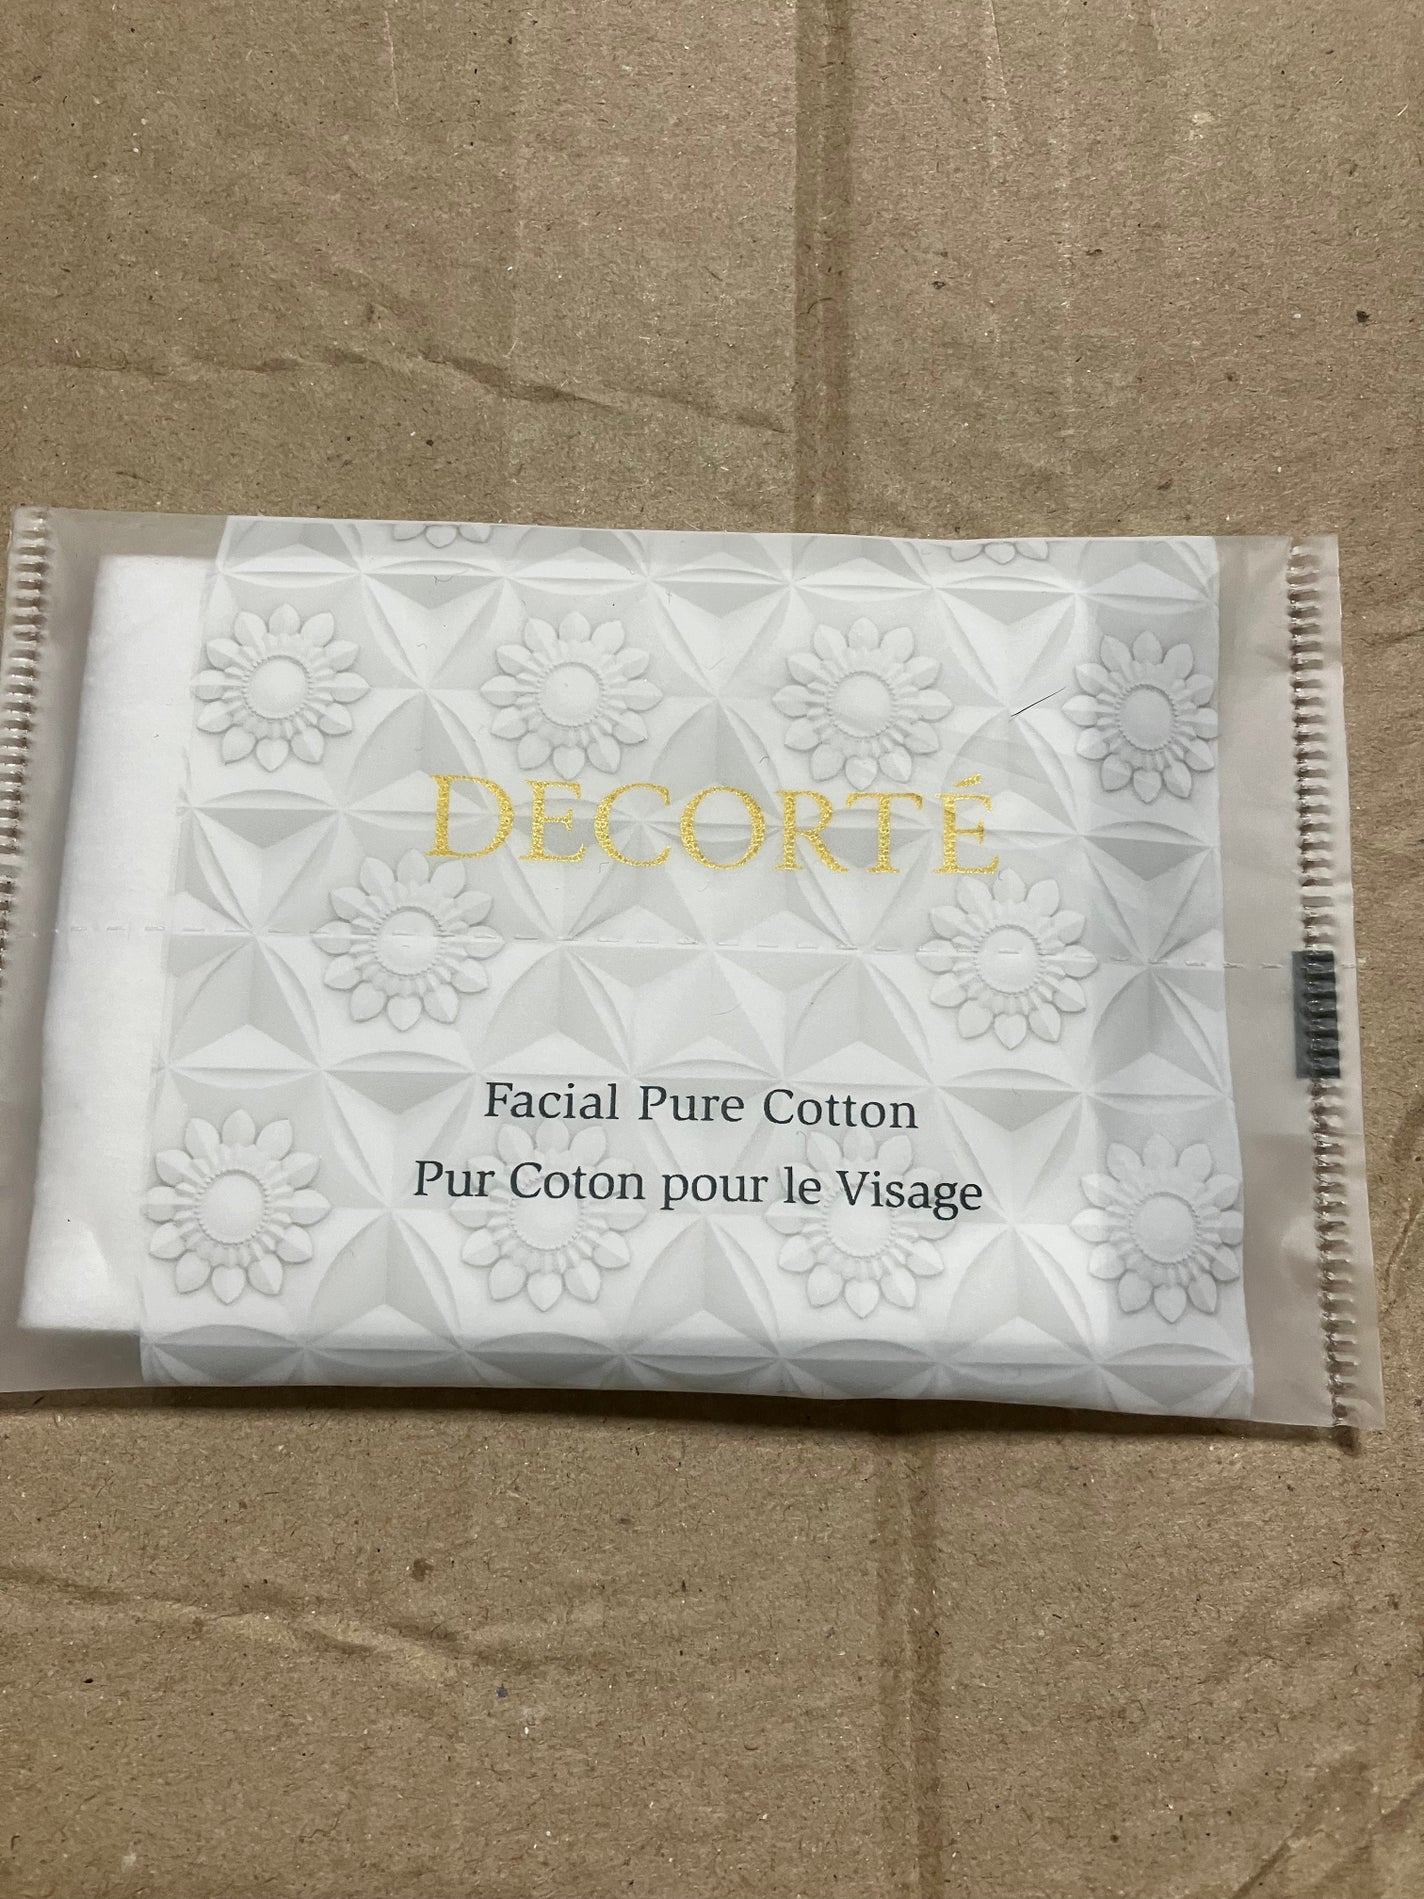 DECORTÉ
Facial Pure Cotton
Pur Coton pour le Visage